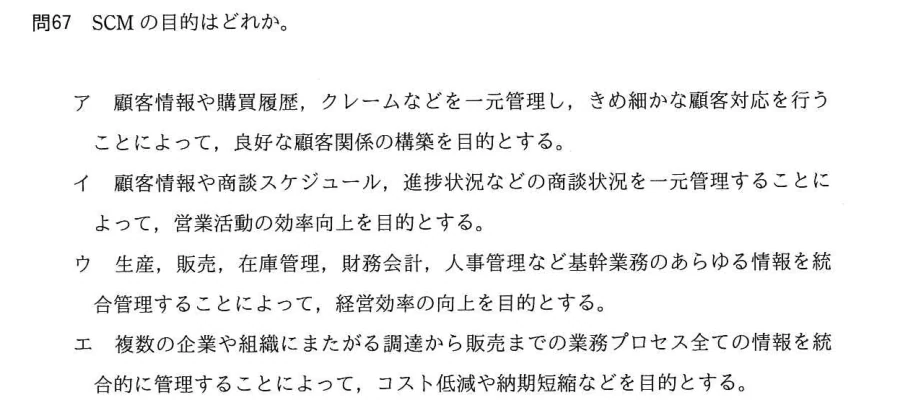 問67　SCM の目的はどれか。
ア　顧客情報や購買履歴，クレームなどを一元管理し，きめ細かな顧客対応を行う
ことによって，良好な顧客関係の構築を目的とする。
イ　顧客情報や商談スケジュール，進捗状況などの商談状況を一元管理することに
よって，営業活動の効率向上を目的とする。
ウ　生産，販売，在庫管理，財務会計，人事管理など基幹業務のあらゆる情報を統
合管理することによって，経営効率の向上を目的とする。
エ　複数の企業や組織にまたがる調達から販売までの業務プロセス全ての情報を統
合的に管理することによって，コスト低減や納期短縮などを目的とする。